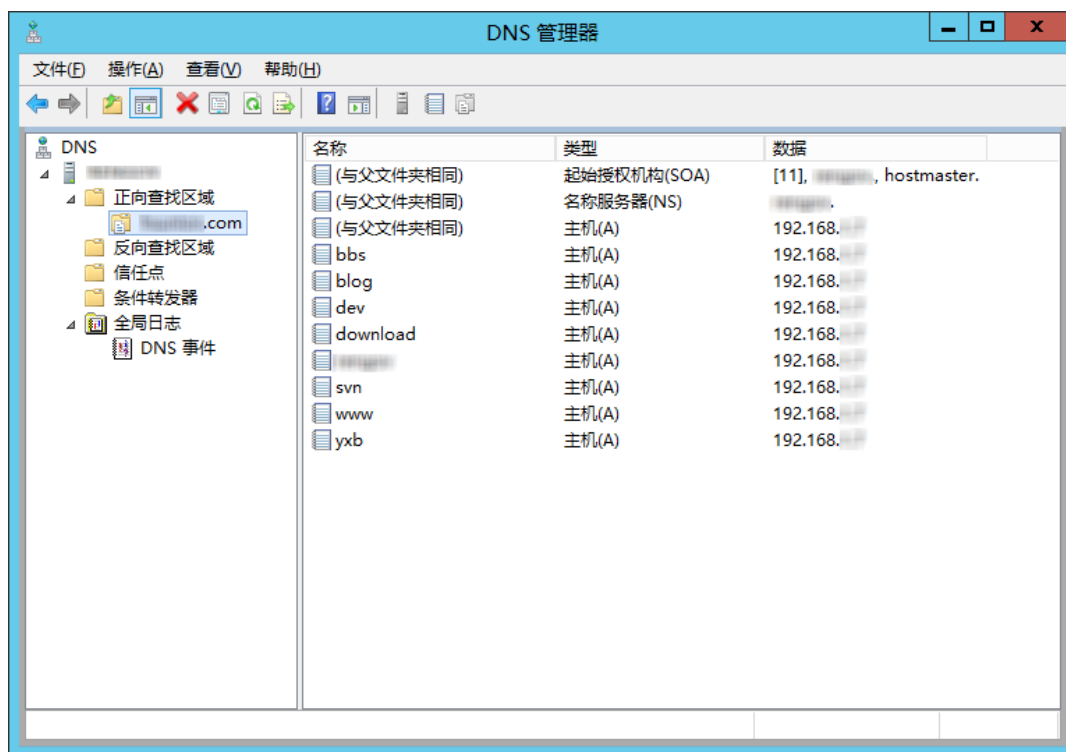 DNS 管理器
文件(F) 操作(A) 查看(V) 帮助(H)
DNS
正向查找区域
.com
反向查找区域
信任点
条件转发器
全局日志
DNS 事件
名称 类型 数据
(与父文件夹相同) 起始授权机构(SOA) [11], , hostmaster.
(与父文件夹相同) 名称服务器(NS) .
(与父文件夹相同) 主机(A) 192.168.
bbs 主机(A) 192.168.
blog 主机(A) 192.168.
dev 主机(A) 192.168.
download 主机(A) 192.168.
主机(A) 192.168.
svn 主机(A) 192.168.
www 主机(A) 192.168.
yxb 主机(A) 192.168.